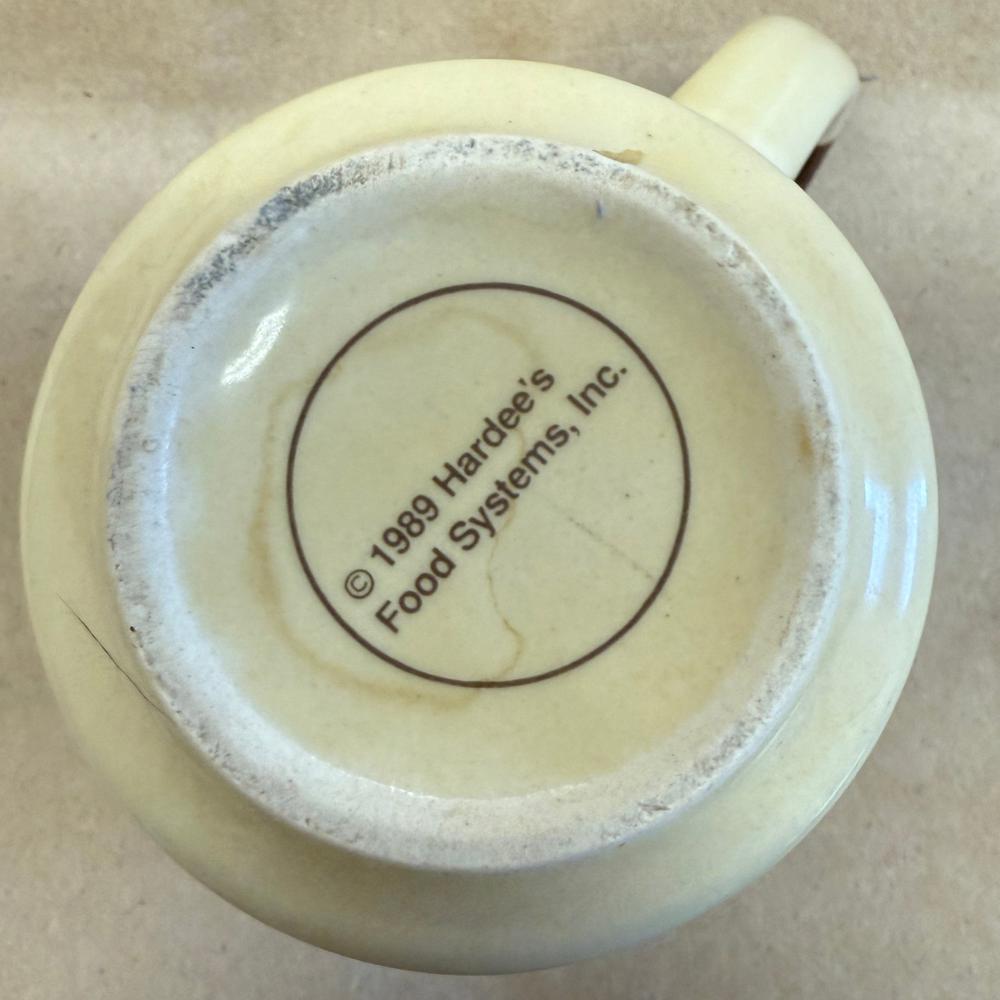 © 1989 Hardee's
Food Systems, Inc.